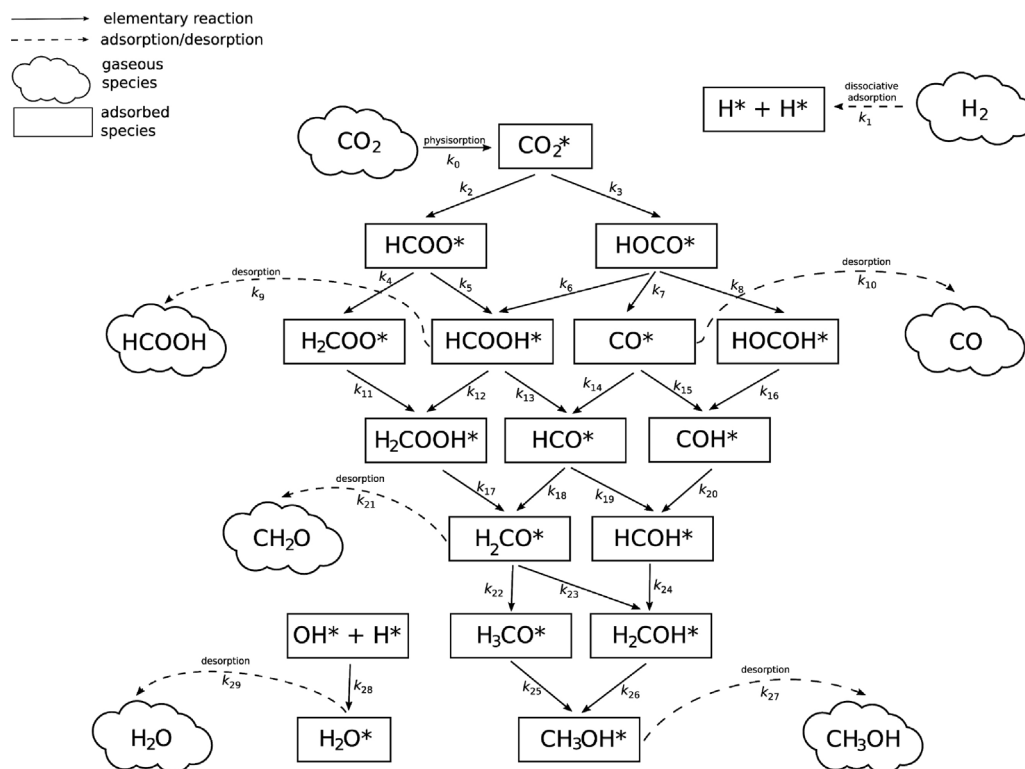 elementary reaction
adsorption/desorption
gaseous
species
adsorbed
species
dissociative
adsorption
k₁
H* + H*
H₂
CO₂
physisorption
k₀
CO₂*
k₂
k₃
HCOO*
HOCO*
desorption
k₉
k₄
k₅
k₆
k₇
k₈
desorption
k₁₀
HCOOH
H₂COO*
HCOOH*
CO*
HOCOH*
CO
k₁₁
k₁₂
k₁₃
k₁₄
k₁₅
k₁₆
H₂COOH*
HCO*
COH*
desorption
k₂₁
k₁₇
k₁₈
k₁₉
k₂₀
CH₂O
H₂CO*
HCOH*
k₂₂
k₂₃
k₂₄
OH* + H*
H₃CO*
H₂COH*
desorption
k₂₉
k₂₈
k₂₅
k₂₆
desorption
k₂₇
H₂O
H₂O*
CH₃OH*
CH₃OH